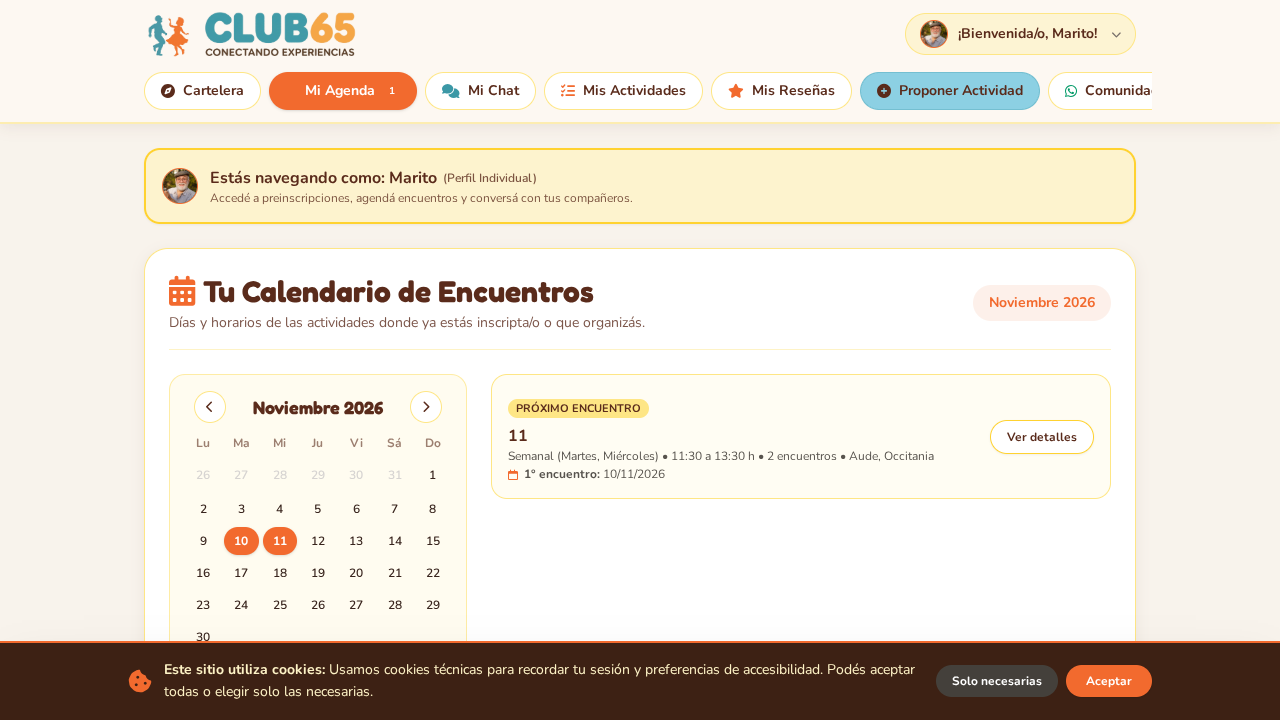 CLUB65
CONECTANDO EXPERIENCIAS
¡Bienvenida/o, Marito!
Cartelera
Mi Agenda 1
Mi Chat
Mis Actividades
Mis Reseñas
Proponer Actividad
Comunida
Estás navegando como: Marito (Perfil Individual)
Accedé a preinscripciones, agendá encuentros y conversá con tus compañeros.
Tu Calendario de Encuentros
Días y horarios de las actividades donde ya estás inscripta/o o que organizás.
Noviembre 2026
Noviembre 2026
Lu Ma Mi Ju Vi Sá Do
26 27 28 29 30 31 1
2 3 4 5 6 7 8
9 10 11 12 13 14 15
16 17 18 19 20 21 22
23 24 25 26 27 28 29
30
PRÓXIMO ENCUENTRO
11
Semanal (Martes, Miércoles) • 11:30 a 13:30 h • 2 encuentros • Aude, Occitania
1° encuentro: 10/11/2026
Ver detalles
Este sitio utiliza cookies: Usamos cookies técnicas para recordar tu sesión y preferencias de accesibilidad. Podés aceptar
todas o elegir solo las necesarias.
Solo necesarias
Aceptar